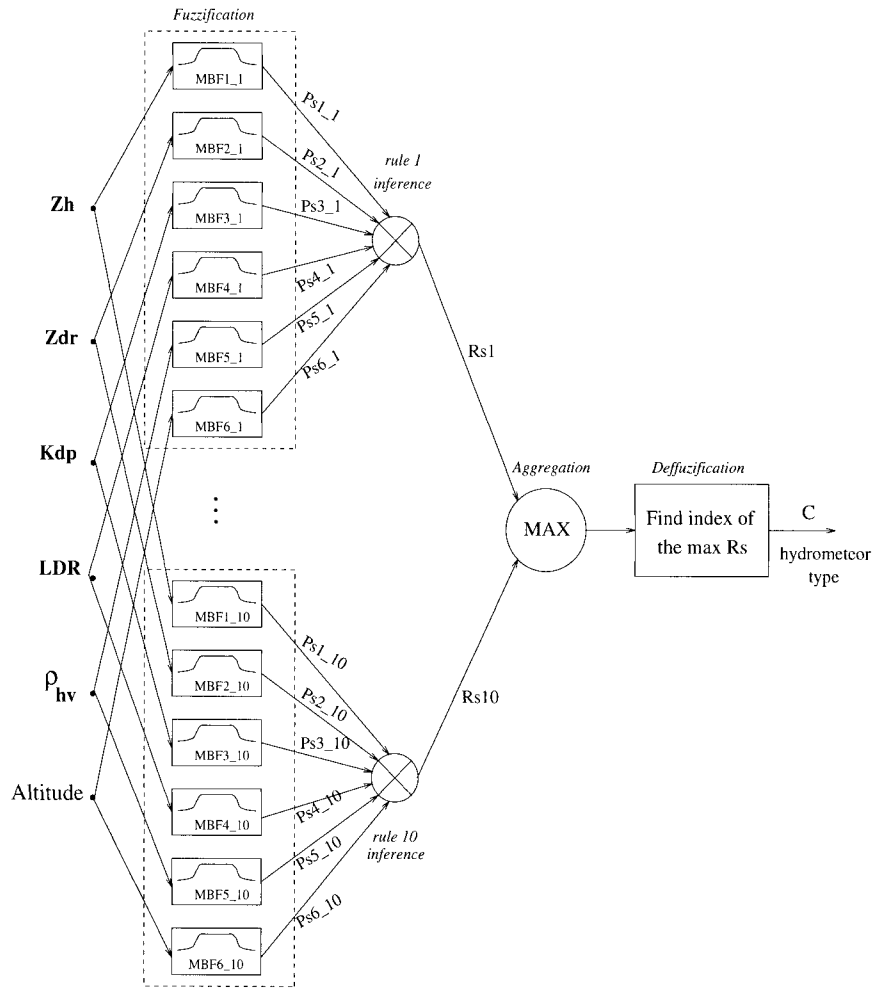 Fuzzification
MBF1_1
MBF2_1
MBF3_1
MBF4_1
MBF5_1
MBF6_1
Zh
Zdr
Kdp
LDR
ρhv
Altitude
Ps1_1
Ps2_1
Ps3_1
Ps4_1
Ps5_1
Ps6_1
rule 1
inference
Rs1
MBF1_10
MBF2_10
MBF3_10
MBF4_10
MBF5_10
MBF6_10
Ps1_10
Ps2_10
Ps3_10
Ps4_10
Ps5_10
Ps6_10
rule 10
inference
Rs10
Aggregation
MAX
Deffuzification
Find index of
the max Rs
C
hydrometeor
type